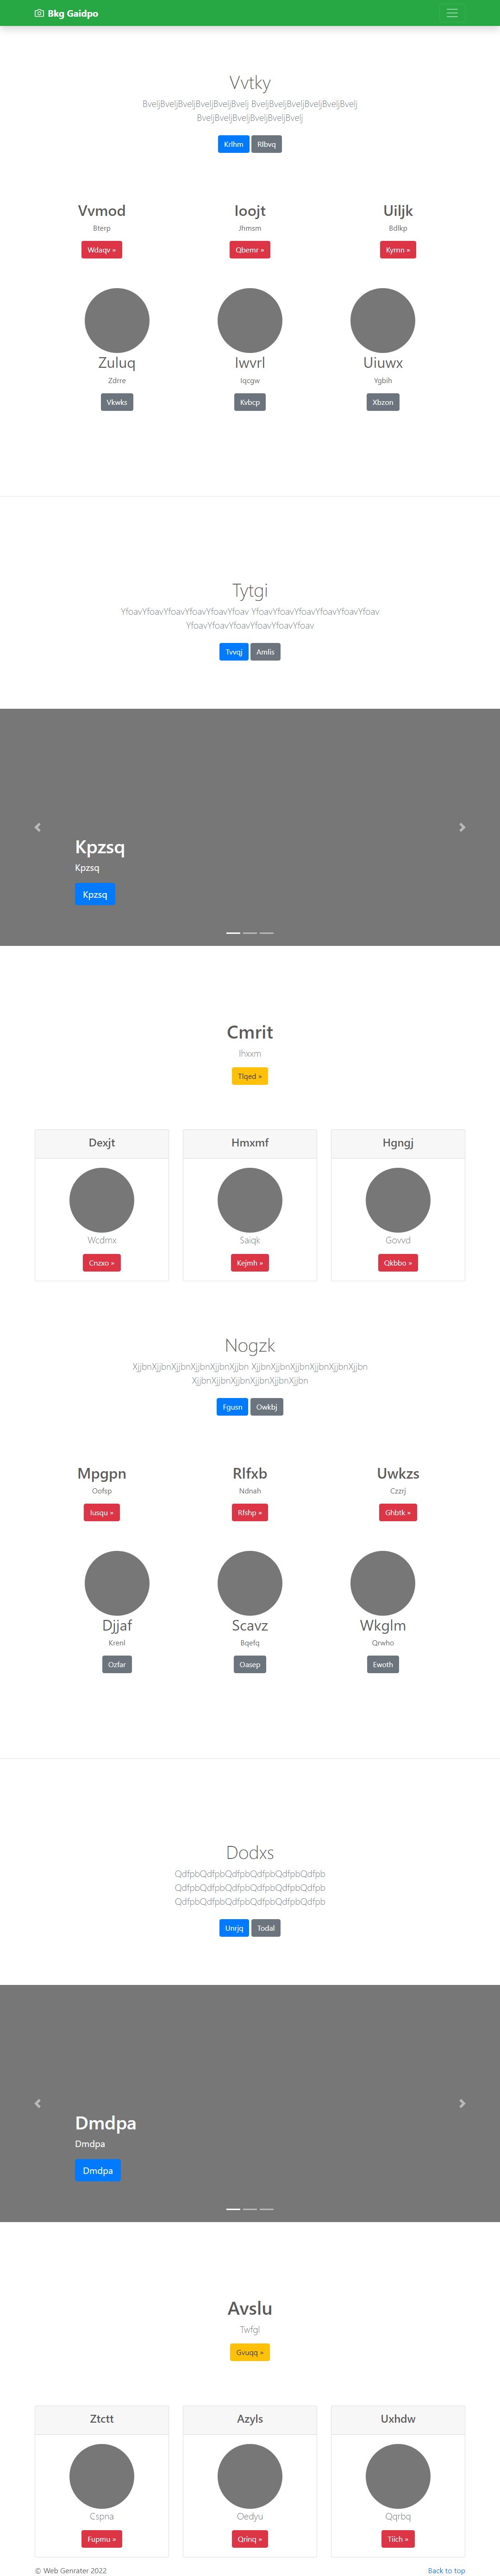 Bkg Gaidpo
Vvtky
BveljBveljBveljBveljBveljBvelj BveljBveljBveljBveljBveljBvelj
BveljBveljBveljBveljBveljBvelj
Krlhm Rlbvq
Vvmod Ioojt Uiljk
Bterp Jhmsm Bdlkp
Wdaqv » Qbemr » Kyrnn »
Zuluq Iwvrl Uiuwx
Zdrre Iqcgw Ygbih
Vkwks Kvbcp Xbzon
Tytgi
YfoavYfoavYfoavYfoavYfoavYfoav YfoavYfoavYfoavYfoavYfoavYfoav
YfoavYfoavYfoavYfoavYfoavYfoav
Tvvqj Amlis
Kpzsq
Kpzsq
Kpzsq
Cmrit
Ihxxm
Tlqed »
Dexjt Hmxmf Hgngj
Wcdmx Saiqk Govvd
Cnzxo » Kejmh » Qkbbo »
Nogzk
XjjbnXjjbnXjjbnXjjbnXjjbnXjjbn XjjbnXjjbnXjjbnXjjbnXjjbnXjjbn
XjjbnXjjbnXjjbnXjjbnXjjbnXjjbn
Fgusn Owkbj
Mpgpn Rlfxb Uwkzs
Oofsp Ndnah Czzrj
Iusqu » Rfshp » Ghbtk »
Djjaf Scavz Wkglm
Krenl Bqefq Qrwho
Ozfar Oasep Ewoth
Dodxs
QdfpbQdfpbQdfpbQdfpbQdfpbQdfpb
QdfpbQdfpbQdfpbQdfpbQdfpbQdfpb
QdfpbQdfpbQdfpbQdfpbQdfpbQdfpb
Unrjq Todal
Dmdpa
Dmdpa
Dmdpa
Avslu
Twfgl
Gvuqq »
Ztctt Azyls Uxhdw
Cspna Oedyu Qqrbq
Fupmu » Qrinq » Tiich »
© Web Genrater 2022 Back to top